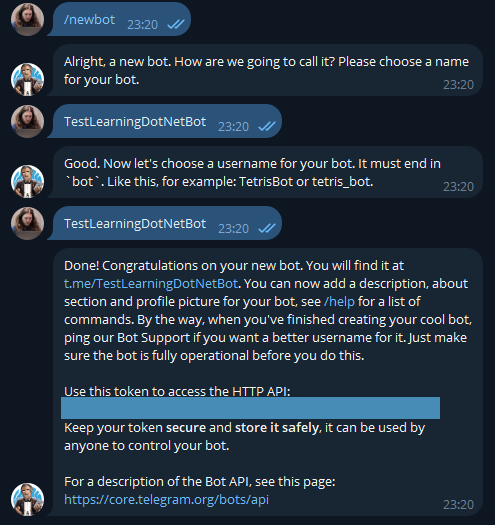 /newbot 23:20
Alright, a new bot. How are we going to call it? Please choose a name
for your bot. 23:20
TestLearningDotNetBot 23:20
Good. Now let's choose a username for your bot. It must end in
`bot`. Like this, for example: TetrisBot or tetris_bot. 23:20
TestLearningDotNetBot 23:20
Done! Congratulations on your new bot. You will find it at
t.me/TestLearningDotNetBot. You can now add a description, about
section and profile picture for your bot, see /help for a list of
commands. By the way, when you've finished creating your cool bot,
ping our Bot Support if you want a better username for it. Just make
sure the bot is fully operational before you do this.
Use this token to access the HTTP API:
Keep your token secure and store it safely, it can be used by
anyone to control your bot.
For a description of the Bot API, see this page:
https://core.telegram.org/bots/api 23:20